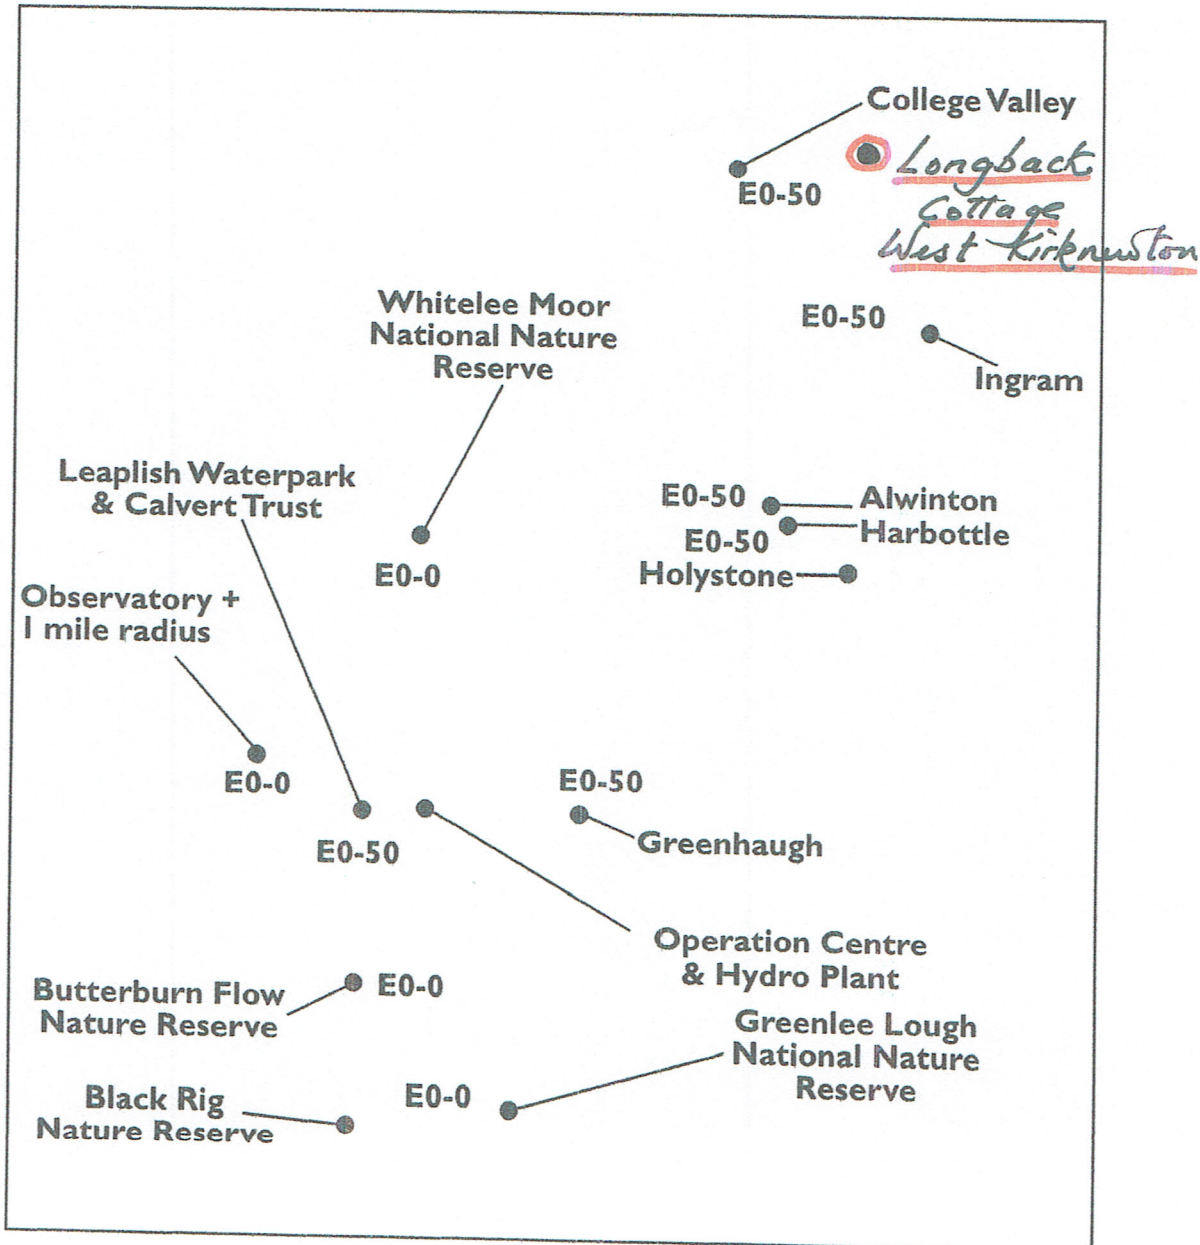 College Valley
E0-50
Longback
Cottage
West Kirknewton
Whitelee Moor
National Nature
Reserve
E0-50
Ingram
Leaplish Waterpark
& Calvert Trust
E0-50
Alwinton
E0-50
Harbottle
Holystone
E0-0
Observatory +
1 mile radius
E0-0
E0-50
E0-50
Greenhaugh
Operation Centre
& Hydro Plant
Butterburn Flow
Nature Reserve
E0-0
Greenlee Lough
National Nature
Reserve
E0-0
Black Rig
Nature Reserve